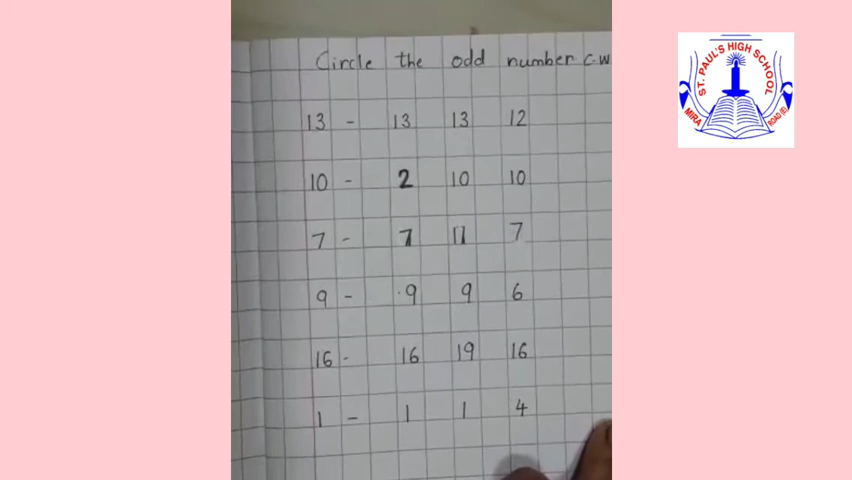 Circle the odd number C.W
13 - 13 13 12
10 - 2 10 10
7 - 7 11 7
9 - 9 9 6
16 - 16 19 16
1 - 1 1 4
ST. PAUL'S HIGH SCHOOL
MIRA ROAD (E)